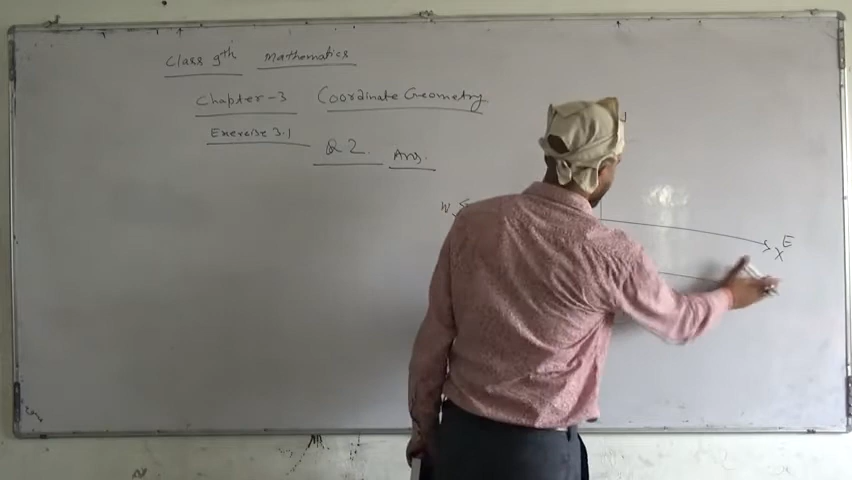 Class 9th Mathematics
Chapter-3 Coordinate Geometry
Exercise 3.1
Q 2. Ans.
W
E
X